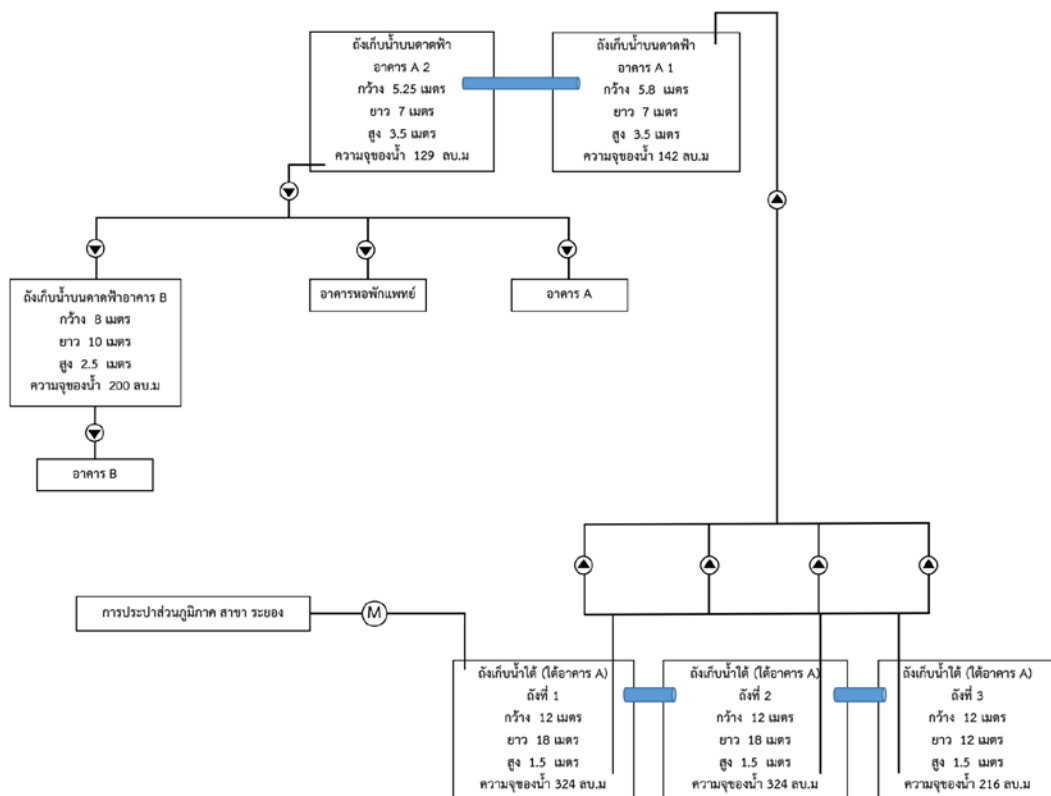 ถังเก็บน้ำบนดาดฟ้า
อาคาร A 2
กว้าง 5.25 เมตร
ยาว 7 เมตร
สูง 3.5 เมตร
ความจุของน้ำ 129 ลบ.ม
ถังเก็บน้ำบนดาดฟ้า
อาคาร A 1
กว้าง 5.8 เมตร
ยาว 7 เมตร
สูง 3.5 เมตร
ความจุของน้ำ 142 ลบ.ม
ถังเก็บน้ำบนดาดฟ้าอาคาร B
กว้าง 8 เมตร
ยาว 10 เมตร
สูง 2.5 เมตร
ความจุของน้ำ 200 ลบ.ม
อาคารหอพักแพทย์
อาคาร A
อาคาร B
การประปาส่วนภูมิภาค สาขา ระยอง
M
ถังเก็บน้ำใต้ (ใต้อาคาร A)
ถังที่ 1
กว้าง 12 เมตร
ยาว 18 เมตร
สูง 1.5 เมตร
ความจุของน้ำ 324 ลบ.ม
ถังเก็บน้ำใต้ (ใต้อาคาร A)
ถังที่ 2
กว้าง 12 เมตร
ยาว 18 เมตร
สูง 1.5 เมตร
ความจุของน้ำ 324 ลบ.ม
ถังเก็บน้ำใต้ (ใต้อาคาร A)
ถังที่ 3
กว้าง 12 เมตร
ยาว 12 เมตร
สูง 1.5 เมตร
ความจุของน้ำ 216 ลบ.ม